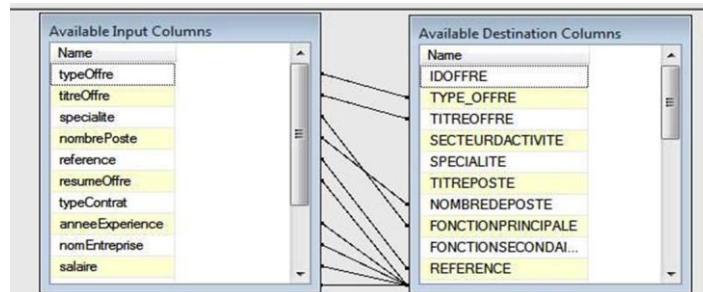 Available Input Columns
Name
typeOffre
titreOffre
specialite
nombrePoste
reference
resumeOffre
typeContrat
anneeExperience
nomEntreprise
salaire
Available Destination Columns
Name
IDOFFRE
TYPE_OFFRE
TITREOFFRE
SECTEURDACTIVITE
SPECIALITE
TITREPOSTE
NOMBREDEPOSTE
FONCTIONPRINCIPALE
FONCTIONSECONDAI...
REFERENCE